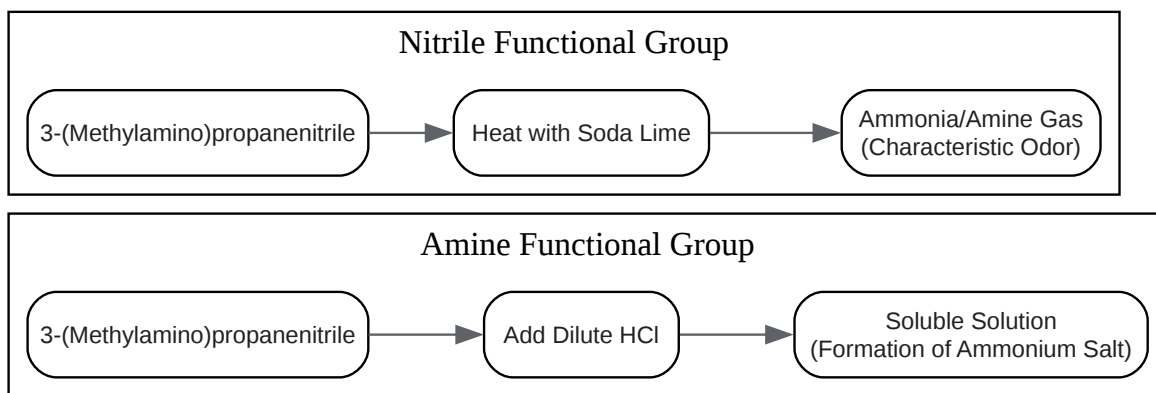 Nitrile Functional Group
3-(Methylamino)propanenitrile
Heat with Soda Lime
Ammonia/Amine Gas
(Characteristic Odor)
Amine Functional Group
3-(Methylamino)propanenitrile
Add Dilute HCl
Soluble Solution
(Formation of Ammonium Salt)